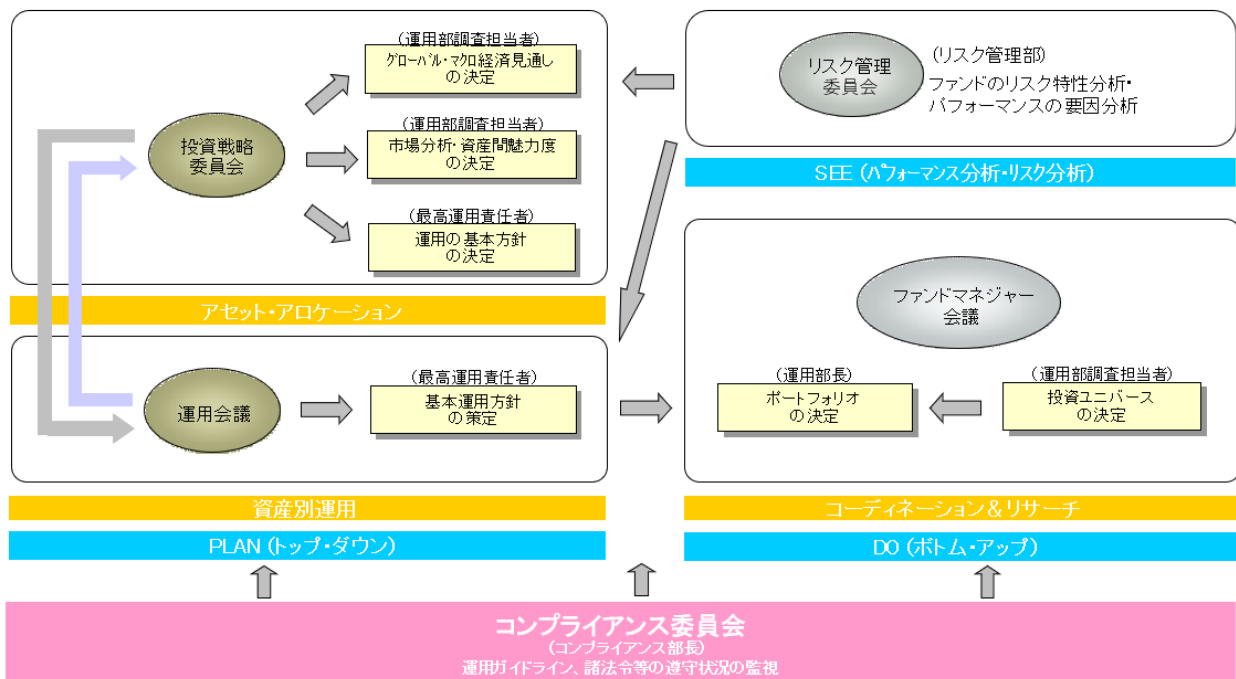 (運用部調査担当者)
グローバル・マクロ経済見通し
の決定
投資戦略
委員会
(運用部調査担当者)
市場分析・資産間魅力度
の決定
(最高運用責任者)
運用の基本方針
の決定
アセット・アロケーション
リスク管理
委員会
(リスク管理部)
ファンドのリスク特性分析・
パフォーマンスの要因分析
SEE (パフォーマンス分析・リスク分析)
運用会議
(最高運用責任者)
基本運用方針
の策定
資産別運用
PLAN (トップ・ダウン)
ファンドマネジャー
会議
(運用部長)
ポートフォリオ
の決定
(運用部調査担当者)
投資ユニバース
の決定
コーディネーション&リサーチ
DO (ボトム・アップ)
コンプライアンス委員会
(コンプライアンス部長)
運用ガイドライン、諸法令等の遵守状況の監視